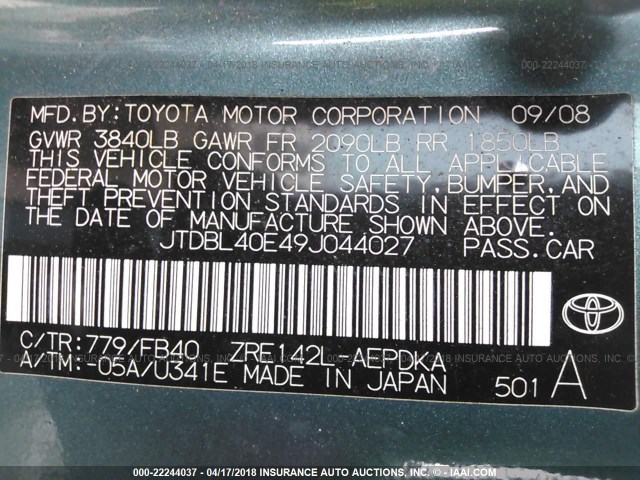 MFD.BY:TOYOTA MOTOR CORPORATION 09/08
GVWR 3840LB GAWR FR 2090LB RR 1850LB
THIS VEHICLE CONFORMS TO ALL APPLICABLE
FEDERAL MOTOR VEHICLE SAFETY,BUMPER,AND
THEFT PREVENTION STANDARDS IN EFFECT ON
THE DATE OF MANUFACTURE SHOWN ABOVE.
JTDBL40E49J044027 PASS.CAR
C/TR:779/FB40 ZRE142L-AEPDKA
A/TM:-05A/U341E MADE IN JAPAN 501A
000-22244037 - 04/17/2018 INSURANCE AUTO AUCTIONS, INC. - © IAAI.COM